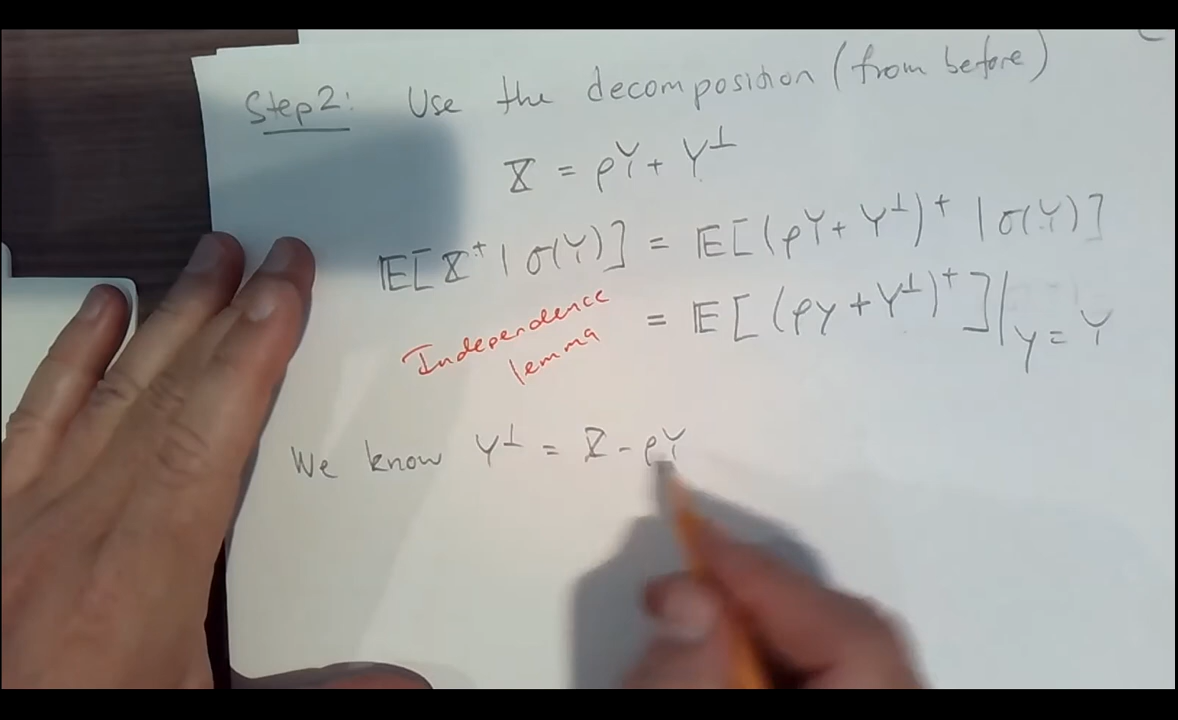 Step 2: Use the decomposition (from before)
X = ρY + Y⊥
𝔼[X⁺ | σ(Y)] = 𝔼[(ρY + Y⊥)⁺ | σ(Y)]
Independence lemma = 𝔼[(ρy + Y⊥)⁺]|y=Y
We know Y⊥ = X - ρY